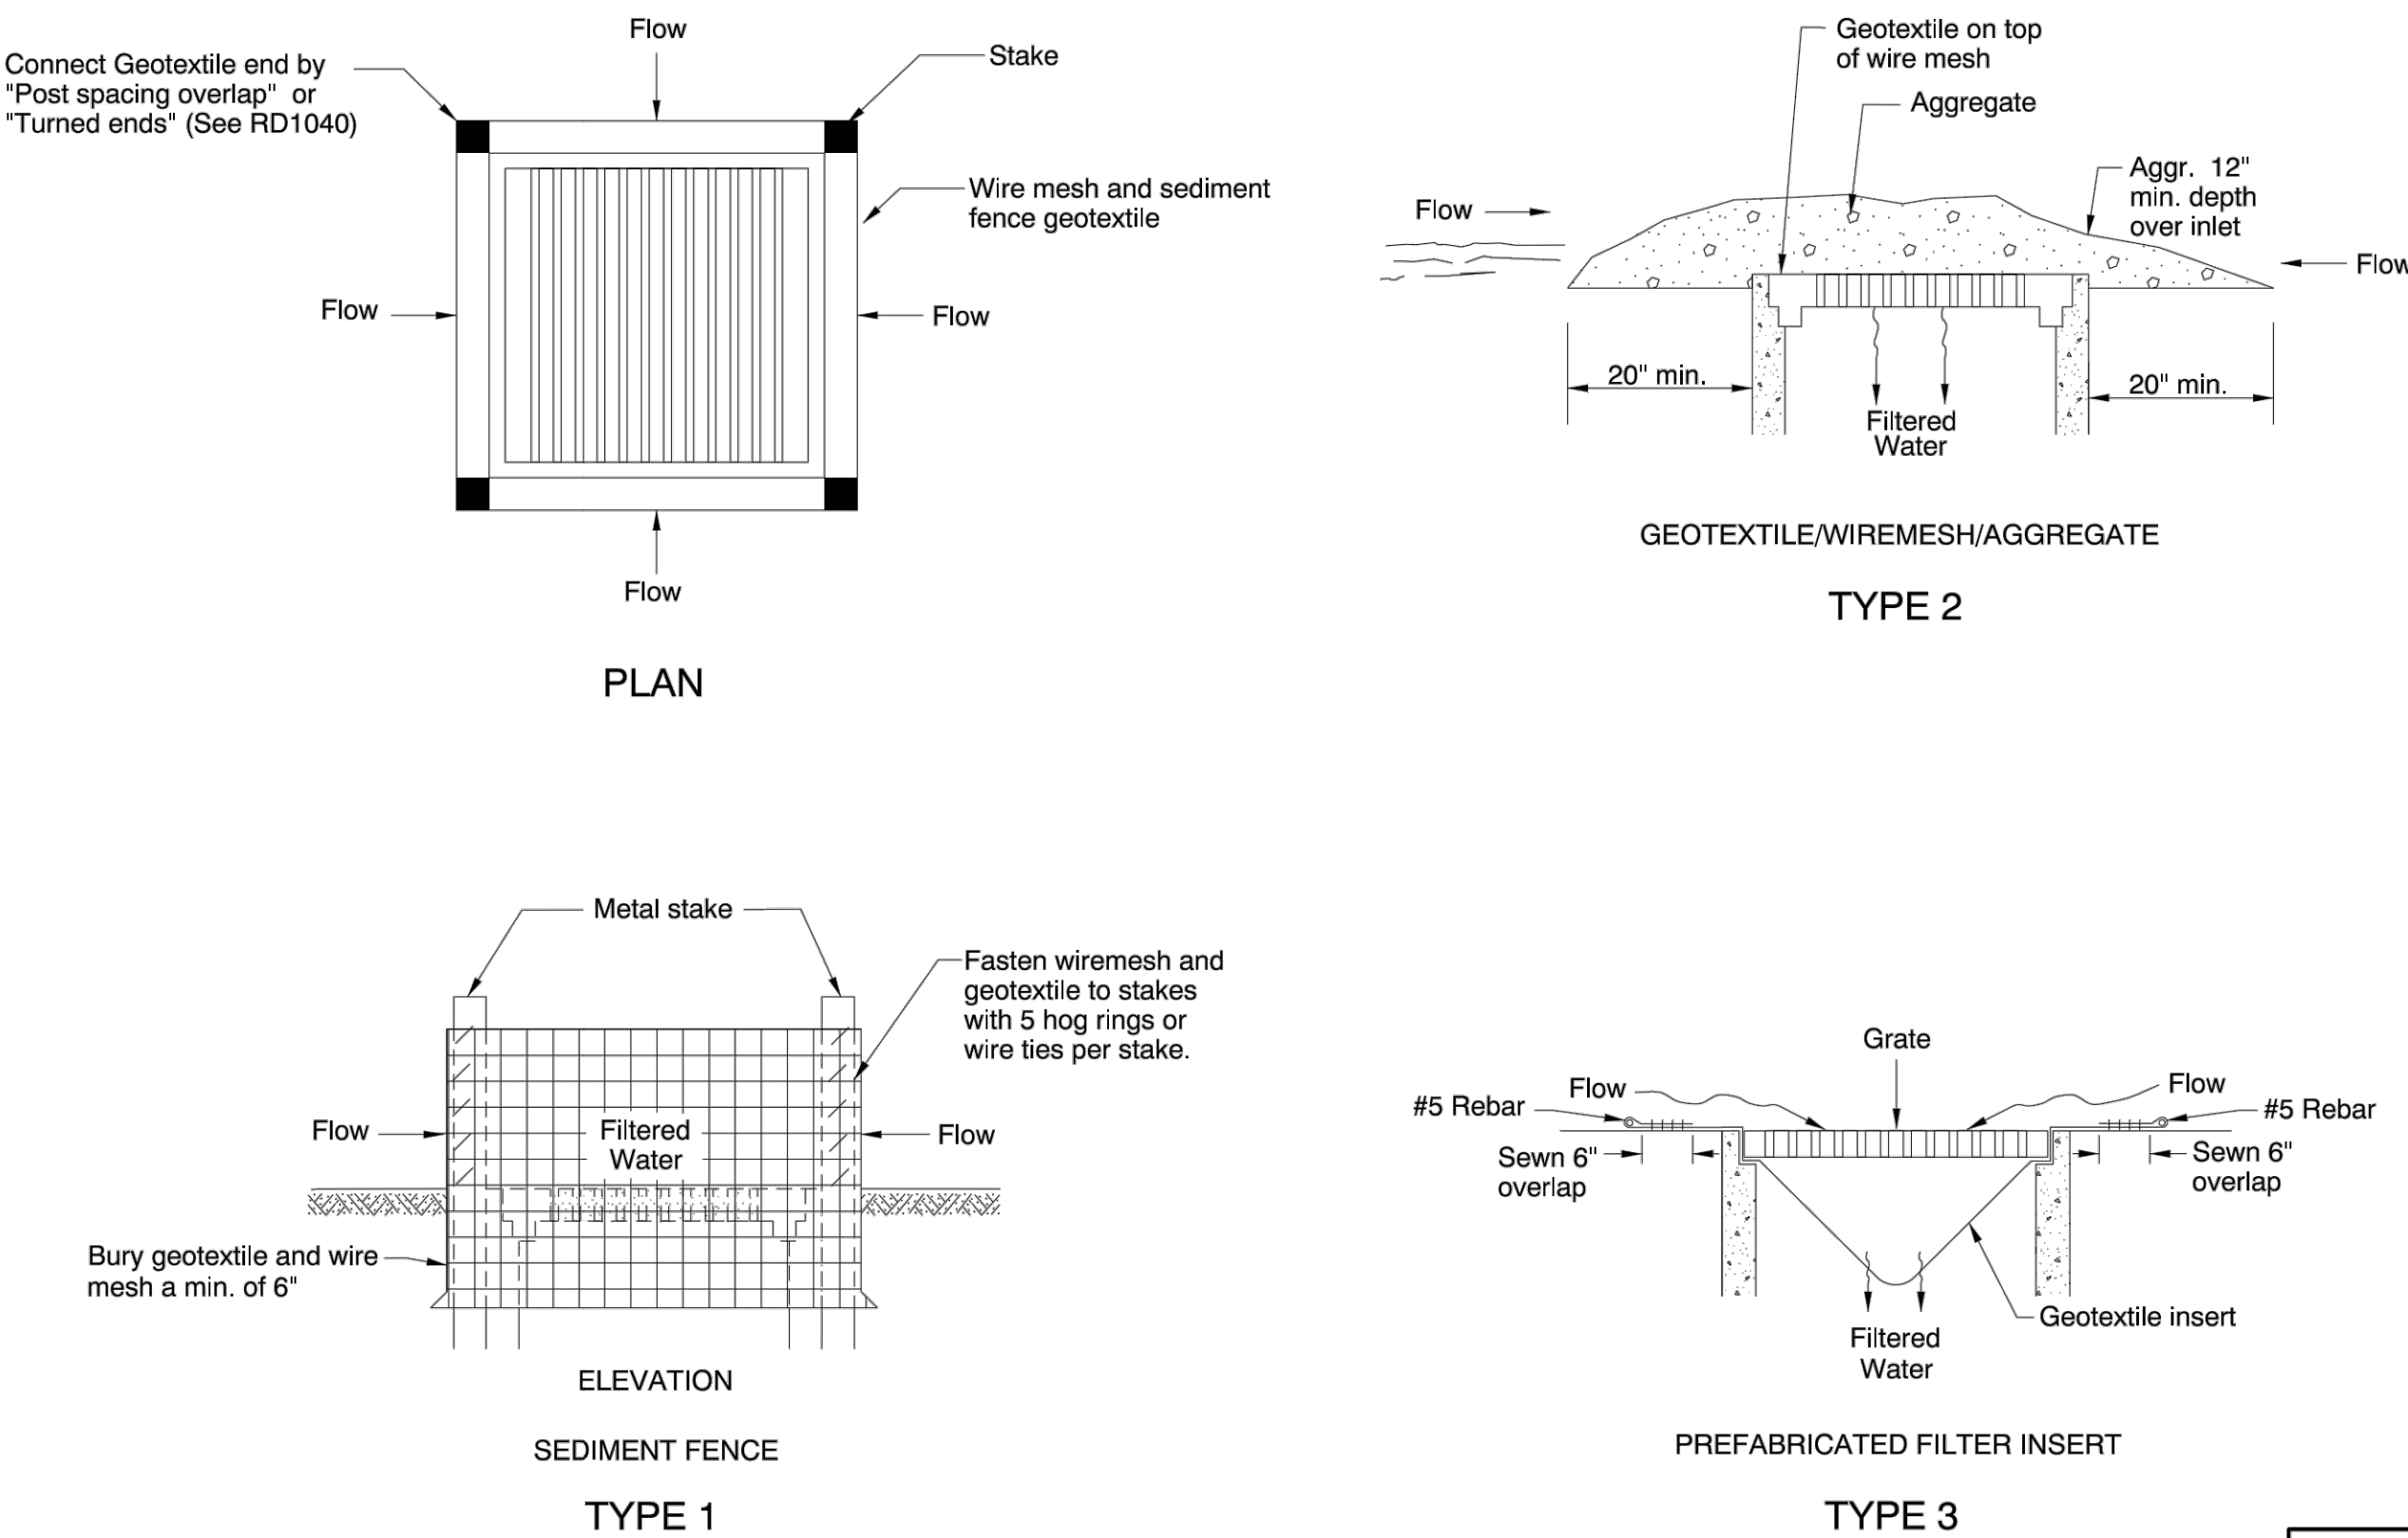 Flow
Stake
Connect Geotextile end by
"Post spacing overlap" or
"Turned ends" (See RD1040)
Wire mesh and sediment
fence geotextile
Flow
Flow
Flow
PLAN
Geotextile on top
of wire mesh
Aggregate
Aggr. 12"
min. depth
over inlet
Flow
Flow
20" min.
20" min.
Filtered
Water
GEOTEXTILE/WIREMESH/AGGREGATE
TYPE 2
Metal stake
Fasten wiremesh and
geotextile to stakes
with 5 hog rings or
wire ties per stake.
Flow
Filtered
Water
Flow
Bury geotextile and wire
mesh a min. of 6"
ELEVATION
SEDIMENT FENCE
TYPE 1
Grate
Flow
Flow
#5 Rebar
#5 Rebar
Sewn 6"
overlap
Sewn 6"
overlap
Geotextile insert
Filtered
Water
PREFABRICATED FILTER INSERT
TYPE 3